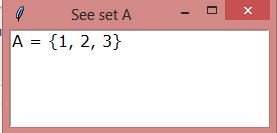 See set A
A = {1, 2, 3}